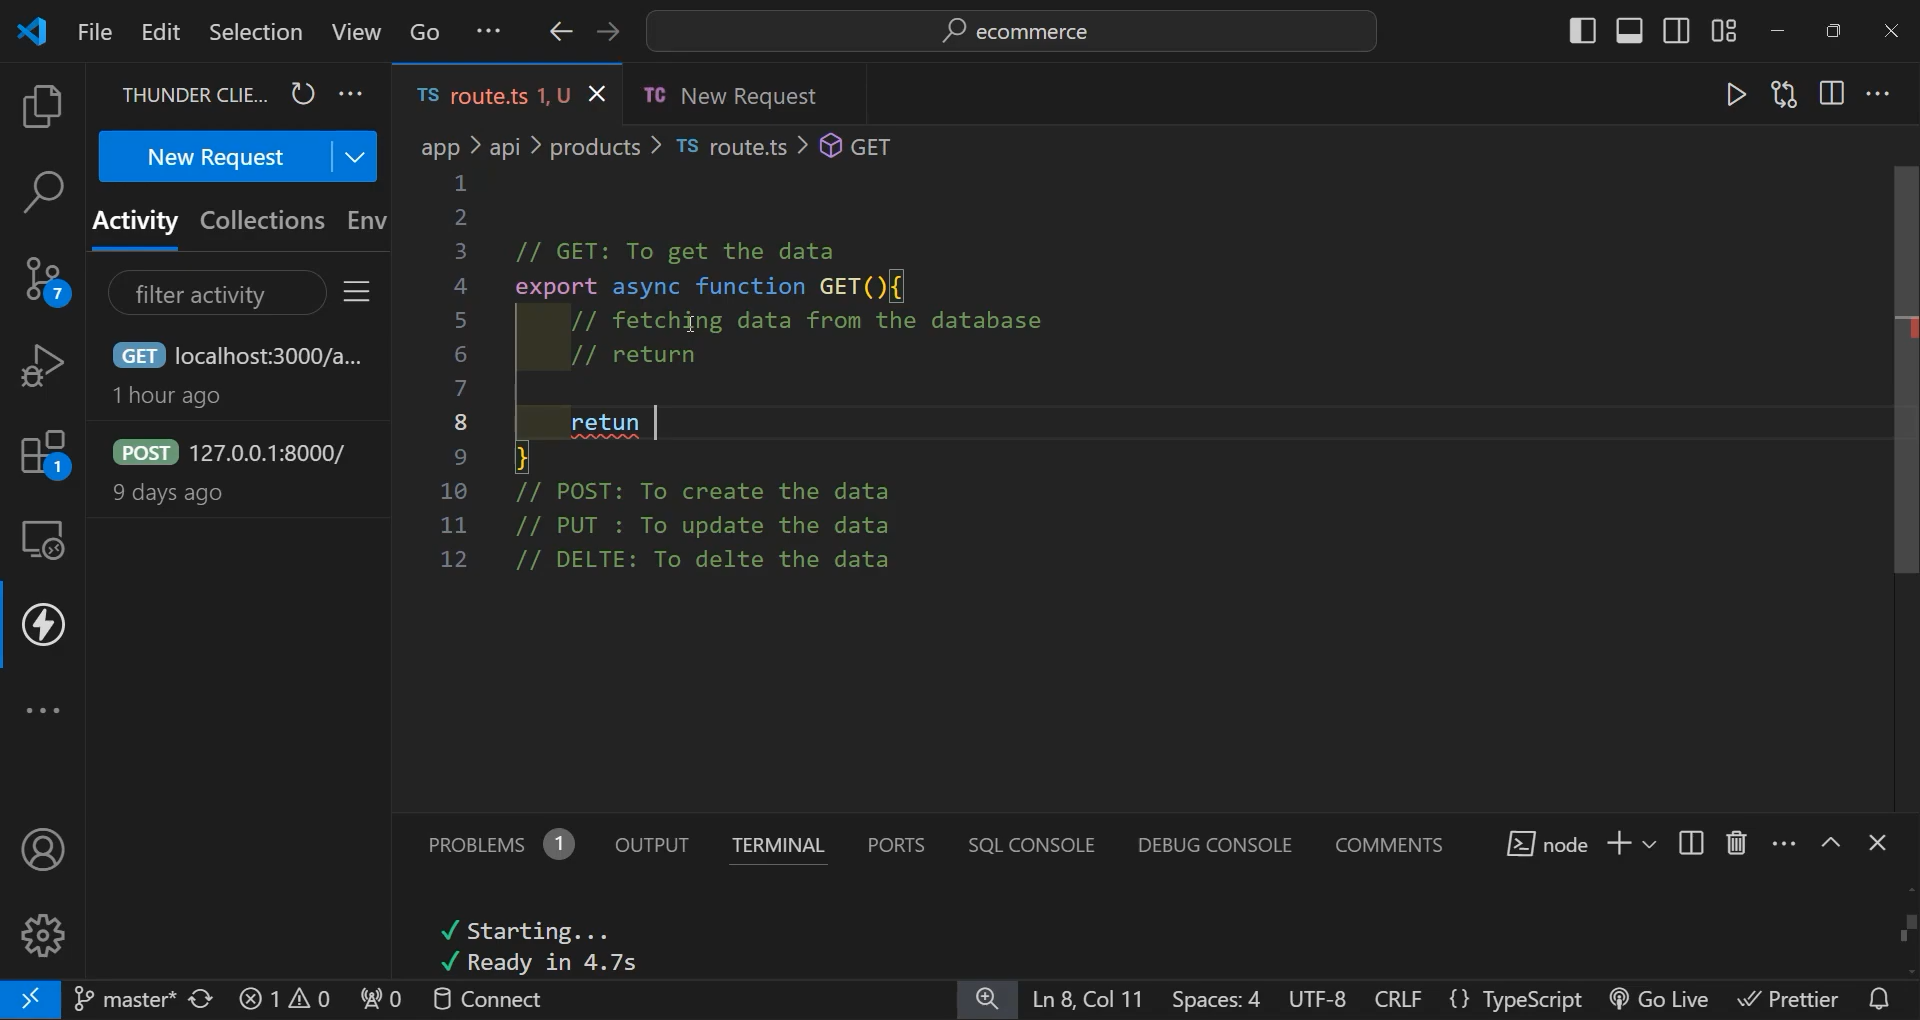 File Edit Selection View Go ··· ecommerce
THUNDER CLIE... ···
TS route.ts 1, U TC New Request
New Request
app > api > products > TS route.ts > GET
Activity Collections Env
filter activity
GET localhost:3000/a...
1 hour ago
POST 127.0.0.1:8000/
9 days ago
7
1
1
2
3 // GET: To get the data
4 export async function GET(){
5 // fetching data from the database
6 // return
7
8 retun
9 }
10 // POST: To create the data
11 // PUT : To update the data
12 // DELTE: To delte the data
PROBLEMS 1 OUTPUT TERMINAL PORTS SQL CONSOLE DEBUG CONSOLE COMMENTS node
✓ Starting...
✓ Ready in 4.7s
master* 1 0 0 Connect Ln 8, Col 11 Spaces: 4 UTF-8 CRLF {} TypeScript Go Live Prettier